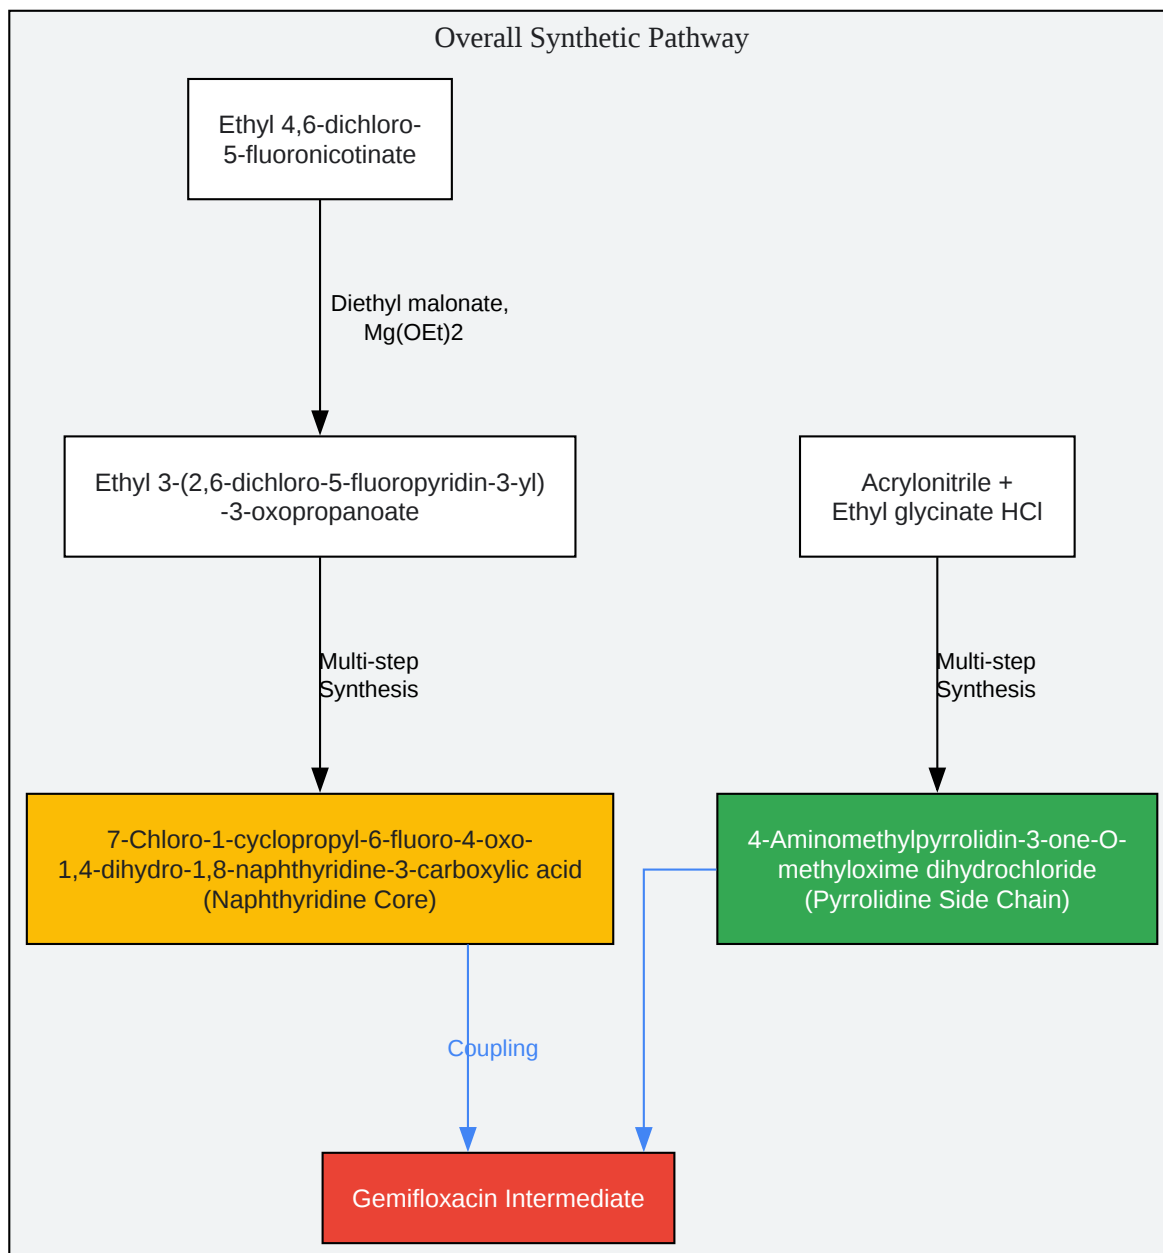 Overall Synthetic Pathway
Ethyl 4,6-dichloro-
5-fluoronicotinate
Diethyl malonate,
Mg(OEt)2
Ethyl 3-(2,6-dichloro-5-fluoropyridin-3-yl)
-3-oxopropanoate
Acrylonitrile +
Ethyl glycinate HCl
Multi-step
Synthesis
Multi-step
Synthesis
7-Chloro-1-cyclopropyl-6-fluoro-4-oxo-
1,4-dihydro-1,8-naphthyridine-3-carboxylic acid
(Naphthyridine Core)
4-Aminomethylpyrrolidin-3-one-O-
methyloxime dihydrochloride
(Pyrrolidine Side Chain)
Coupling
Gemifloxacin Intermediate